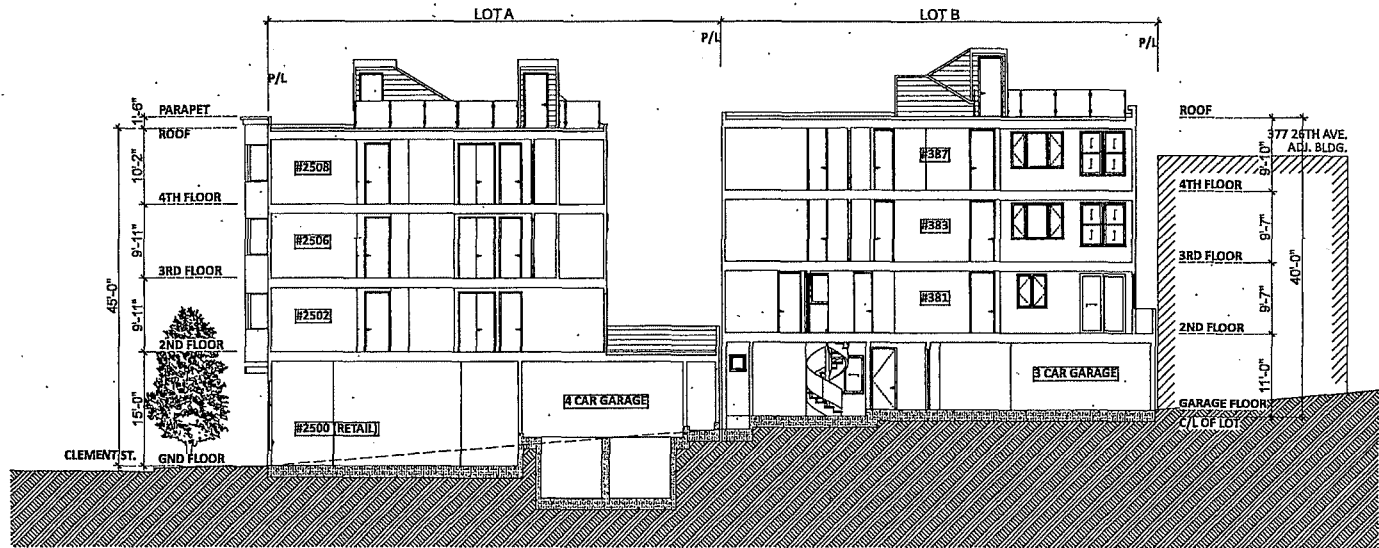 LOT A
LOT B
P/L
P/L
P/L
PARAPET
1'-6"
ROOF
10'-2"
#2508
4TH FLOOR
9'-11"
#2506
3RD FLOOR
45'-0"
9'-11"
#2502
2ND FLOOR
15'-0"
4 CAR GARAGE
#2500 (RETAIL)
CLEMENT ST.
GND FLOOR
ROOF
377 26TH AVE.
ADJ. BLDG.
9'-10"
#387
4TH FLOOR
9'-7"
#383
3RD FLOOR
40'-0"
9'-7"
#381
2ND FLOOR
11'-0"
3 CAR GARAGE
GARAGE FLOOR
C/L OF LOT